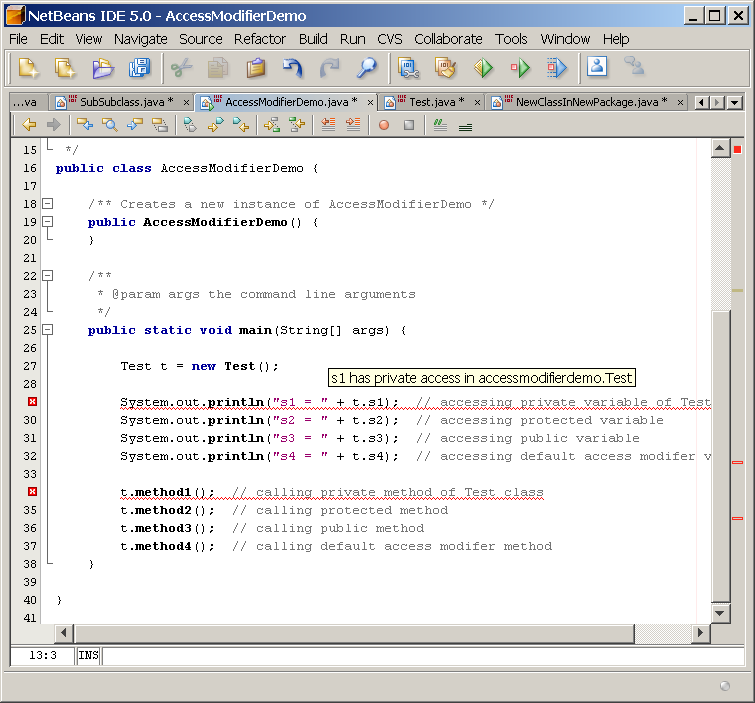 NetBeans IDE 5.0 - AccessModifierDemo
File Edit View Navigate Source Refactor Build Run CVS Collaborate Tools Window Help
...va SubSubclass.java * AccessModifierDemo.java * Test.java * NewClassInNewPackage.java *
15 */
16 public class AccessModifierDemo {
17
18 /** Creates a new instance of AccessModifierDemo */
19 public AccessModifierDemo() {
20 }
21
22 /**
23 * @param args the command line arguments
24 */
25 public static void main(String[] args) {
26
27 Test t = new Test();
s1 has private access in accessmodifierdemo.Test
28
System.out.println("s1 = " + t.s1); // accessing private variable of Test
30 System.out.println("s2 = " + t.s2); // accessing protected variable
31 System.out.println("s3 = " + t.s3); // accessing public variable
32 System.out.println("s4 = " + t.s4); // accessing default access modifer v
33
t.method1(); // calling private method of Test class
35 t.method2(); // calling protected method
36 t.method3(); // calling public method
37 t.method4(); // calling default access modifer method
38 }
39
40 }
41
13:3 INS